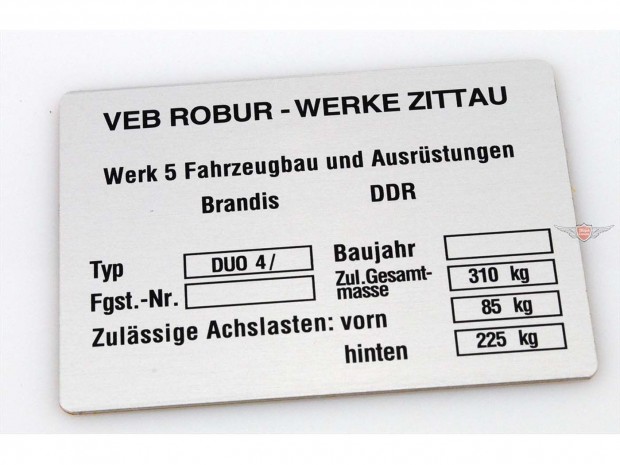 VEB ROBUR - WERKE ZITTAU
Werk 5 Fahrzeugbau und Ausrüstungen
Brandis DDR
Typ DUO 4/ Baujahr
Fgst.-Nr. Zul.Gesamt-
masse 310 kg
Zulässige Achslasten: vorn 85 kg
hinten 225 kg